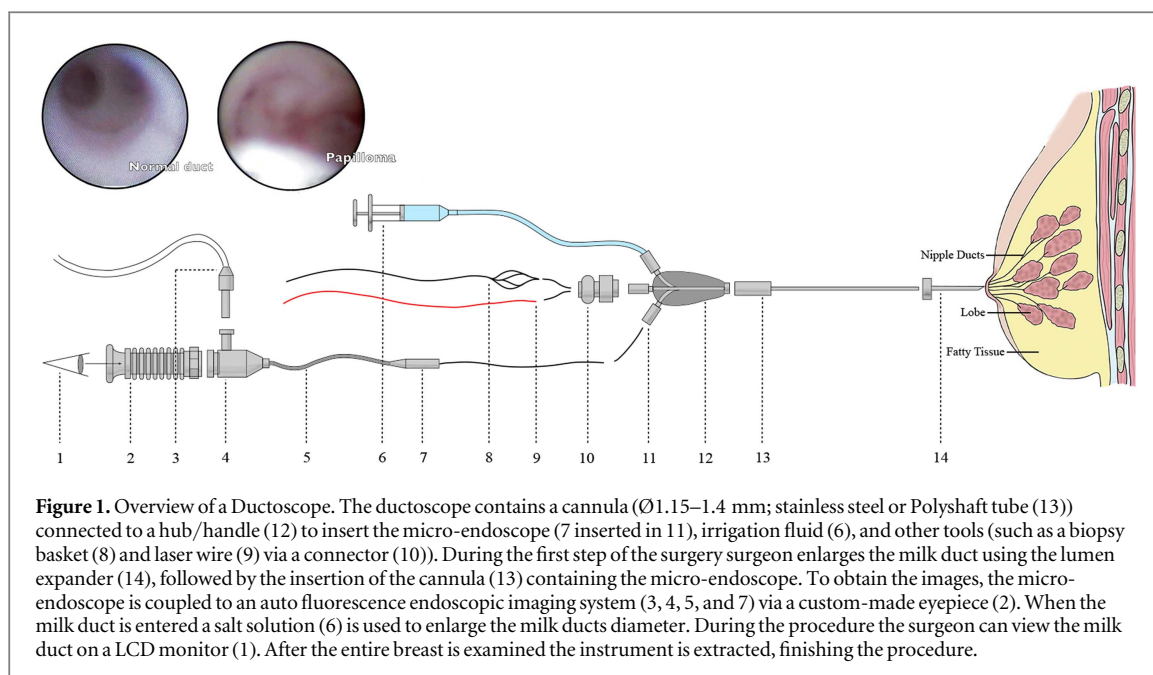 Normal duct
Papilloma
Nipple Ducts
Lobe
Fatty Tissue
1 2 3 4 5 6 7 8 9 10 11 12 13 14
Figure 1. Overview of a Ductoscope. The ductoscope contains a cannula (Ø1.15–1.4 mm; stainless steel or Polyshaft tube (13))
connected to a hub/handle (12) to insert the micro-endoscope (7 inserted in 11), irrigation fluid (6), and other tools (such as a biopsy
basket (8) and laser wire (9) via a connector (10)). During the first step of the surgery surgeon enlarges the milk duct using the lumen
expander (14), followed by the insertion of the cannula (13) containing the micro-endoscope. To obtain the images, the micro-
endoscope is coupled to an auto fluorescence endoscopic imaging system (3, 4, 5, and 7) via a custom-made eyepiece (2). When the
milk duct is entered a salt solution (6) is used to enlarge the milk ducts diameter. During the procedure the surgeon can view the milk
duct on a LCD monitor (1). After the entire breast is examined the instrument is extracted, finishing the procedure.